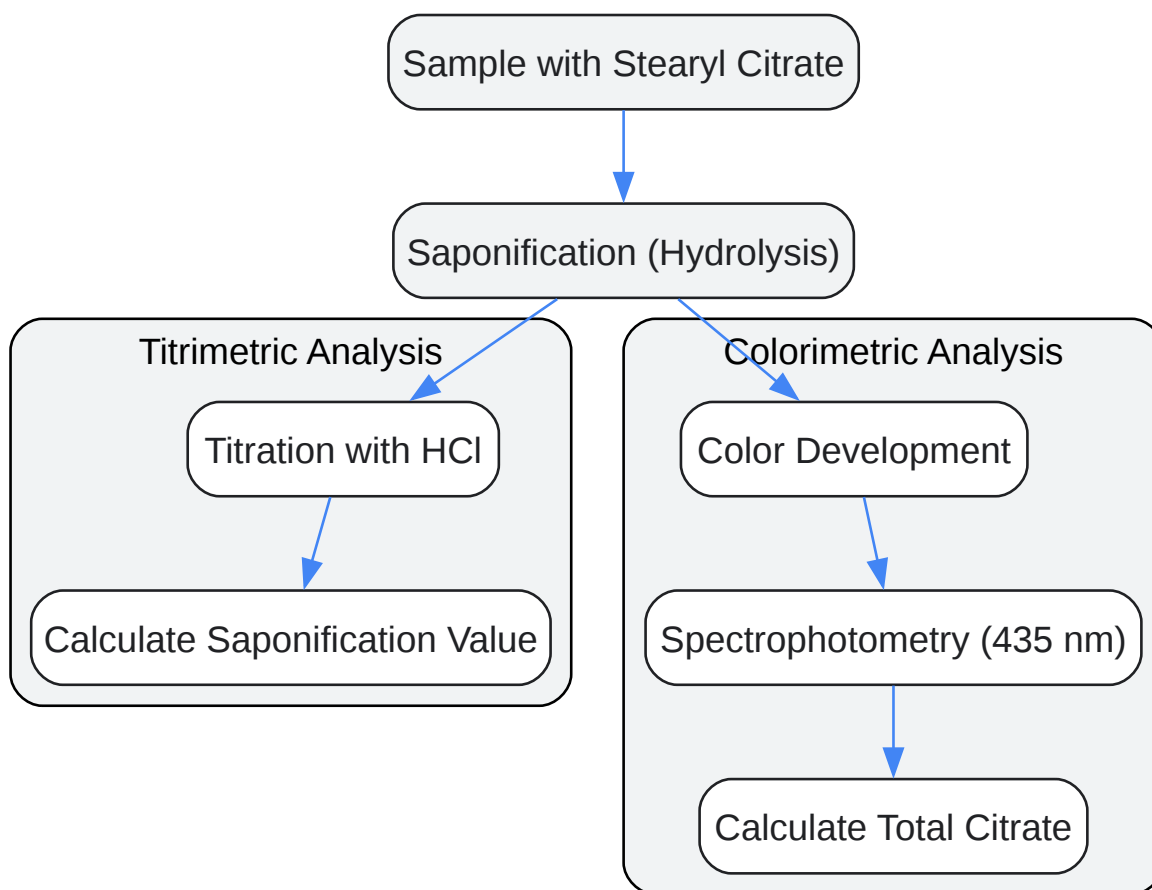 Sample with Stearyl Citrate
Saponification (Hydrolysis)
Titrimetric Analysis
Titration with HCl
Calculate Saponification Value
Colorimetric Analysis
Color Development
Spectrophotometry (435 nm)
Calculate Total Citrate